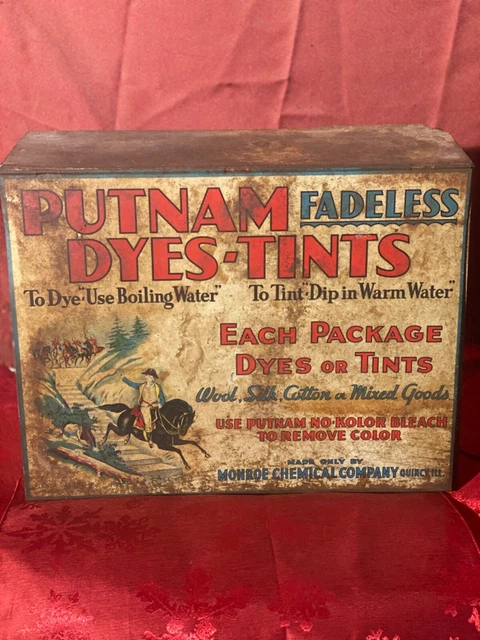 PUTNAM FADELESS
DYES-TINTS
To Dye-"Use Boiling Water" To Tint-"Dip in Warm Water"
EACH PACKAGE
DYES OR TINTS
Wool, Silk, Cotton or Mixed Goods
USE PUTNAM NO-KOLOR BLEACH
TO REMOVE COLOR
MADE ONLY BY
MONROE CHEMICAL COMPANY QUINCY, ILL.